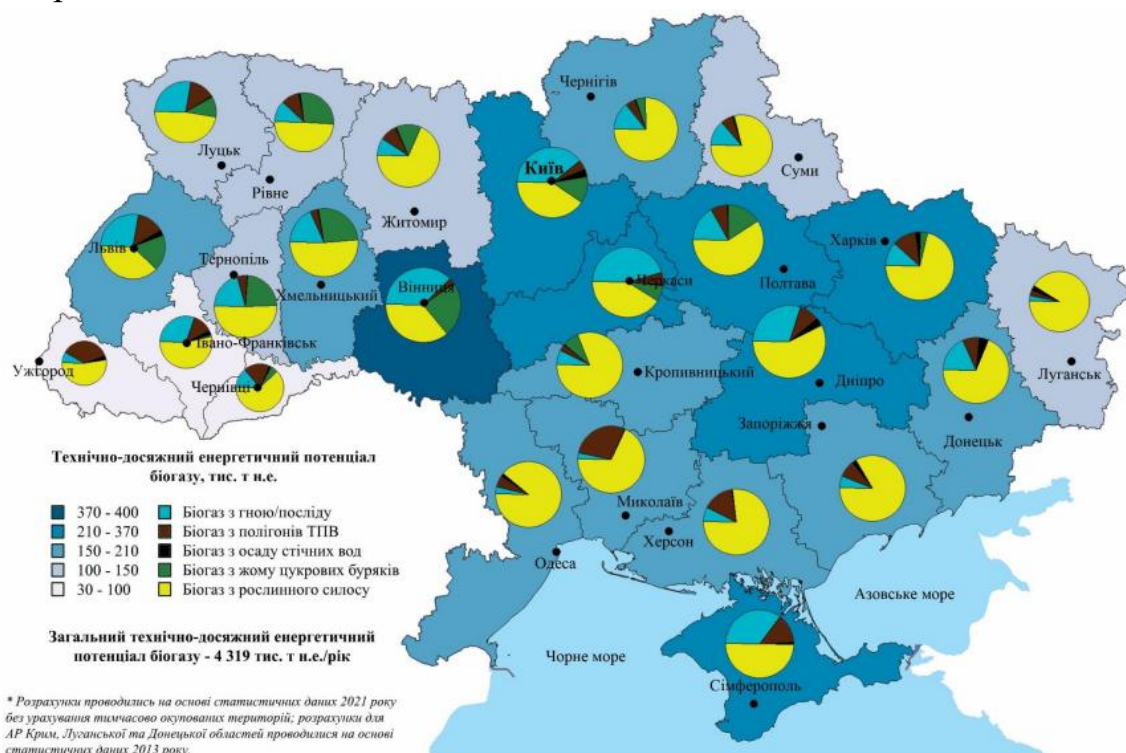 Чернігів
Луцьк
Рівне
Житомир
Київ
Суми
Львів
Тернопіль
Хмельницький
Вінниця
Черкаси
Полтава
Харків
Івано-Франківськ
Ужгород
Чернівці
Кропивницький
Дніпро
Луганськ
Запоріжжя
Донецьк
Миколаїв
Херсон
Одеса
Азовське море
Чорне море
Сімферополь
Технічно-досяжний енергетичний потенціал
біогазу, тис. т н.е.
370 - 400
Біогаз з гною/посліду
210 - 370
Біогаз з полігонів ТПВ
150 - 210
Біогаз з осаду стічних вод
100 - 150
Біогаз з жому цукрових буряків
30 - 100
Біогаз з рослинного силосу
Загальний технічно-досяжний енергетичний
потенціал біогазу - 4 319 тис. т н.е./рік
* Розрахунки проводились на основі статистичних даних 2021 року
без урахування тимчасово окупованих територій; розрахунки для
АР Крим, Луганської та Донецької областей проводилися на основі
статистичних даних 2013 року.